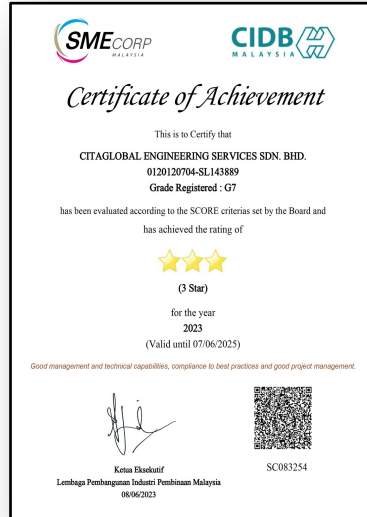 SMECORP
MALAYSIA
CIDB
MALAYSIA
Certificate of Achievement
This is to Certify that
CITAGLOBAL ENGINEERING SERVICES SDN. BHD.
0120120704-SL143889
Grade Registered : G7
has been evaluated according to the SCORE criterias set by the Board and
has achieved the rating of
(3 Star)
for the year
2023
(Valid until 07/06/2025)
Good management and technical capabilities, compliance to best practices and good project management.
Ketua Eksekutif
Lembaga Pembangunan Industri Pembinaan Malaysia
08/06/2023
SC083254